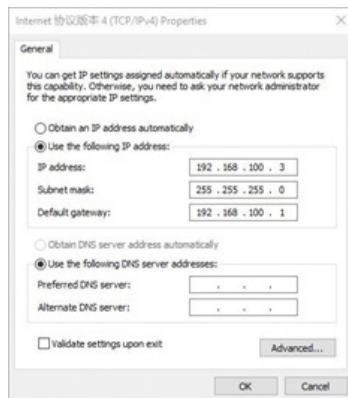 Internet 协议版本 4 (TCP/IPv4) Properties
General
You can get IP settings assigned automatically if your network supports
this capability. Otherwise, you need to ask your network administrator
for the appropriate IP settings.
Obtain an IP address automatically
Use the following IP address:
IP address: 192 . 168 . 100 . 3
Subnet mask: 255 . 255 . 255 . 0
Default gateway: 192 . 168 . 100 . 1
Obtain DNS server address automatically
Use the following DNS server addresses:
Preferred DNS server: . . .
Alternate DNS server: . . .
Validate settings upon exit
Advanced...
OK Cancel